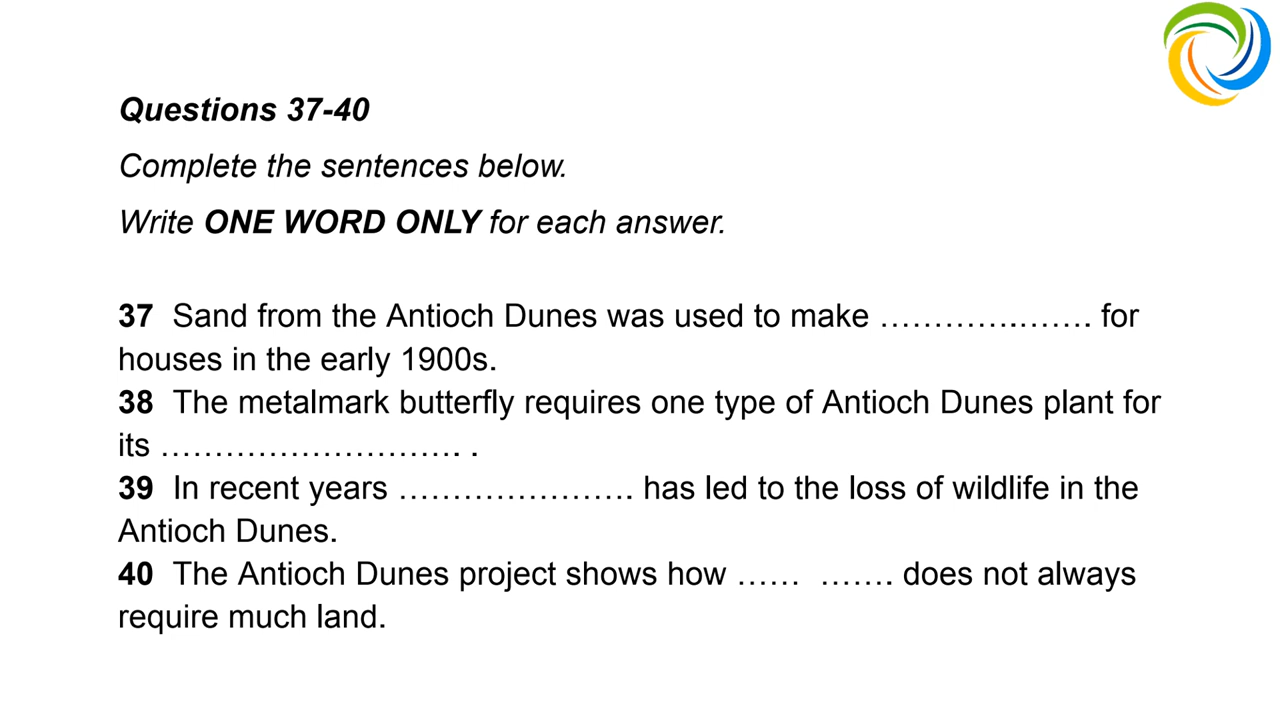 Questions 37-40
Complete the sentences below.
Write ONE WORD ONLY for each answer.
37 Sand from the Antioch Dunes was used to make …………..……. for
houses in the early 1900s.
38 The metalmark butterfly requires one type of Antioch Dunes plant for
its ………………………. .
39 In recent years …………………. has led to the loss of wildlife in the
Antioch Dunes.
40 The Antioch Dunes project shows how …… ……. does not always
require much land.